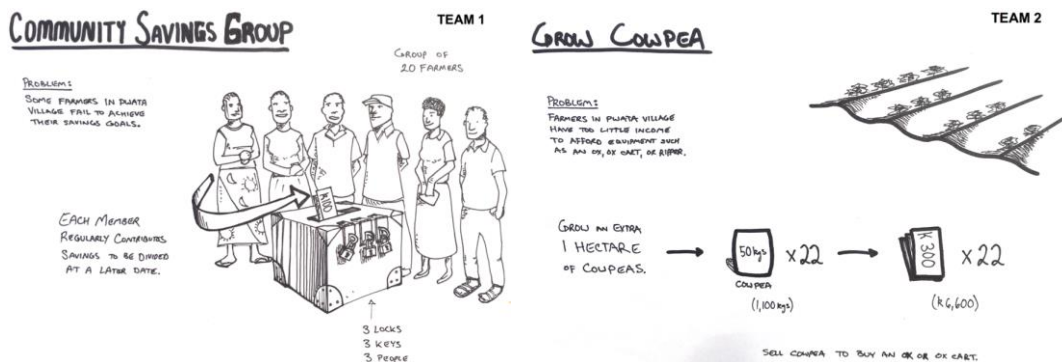 COMMUNITY SAVINGS GROUP
TEAM 1
GROUP OF
20 FARMERS
PROBLEM:
SOME FARMERS IN PWATA
VILLAGE FAIL TO ACHIEVE
THEIR SAVINGS GOALS.
K100
EACH MEMBER
REGULARLY CONTRIBUTES
SAVINGS TO BE DIVIDED
AT A LATER DATE.
3 LOCKS
3 KEYS
3 PEOPLE
GROW COWPEA
TEAM 2
PROBLEM:
FARMERS IN PWATA VILLAGE
HAVE TOO LITTLE INCOME
TO AFFORD EQUIPMENT SUCH
AS AN OX, OX CART, OR RIPPER.
GROW AN EXTRA
1 HECTARE
OF COWPEAS.
50 kgs
x22
COWPEA
(1,100 kgs)
K 300
x22
(K6,600)
SELL COWPEA TO BUY AN OX OR OX CART.